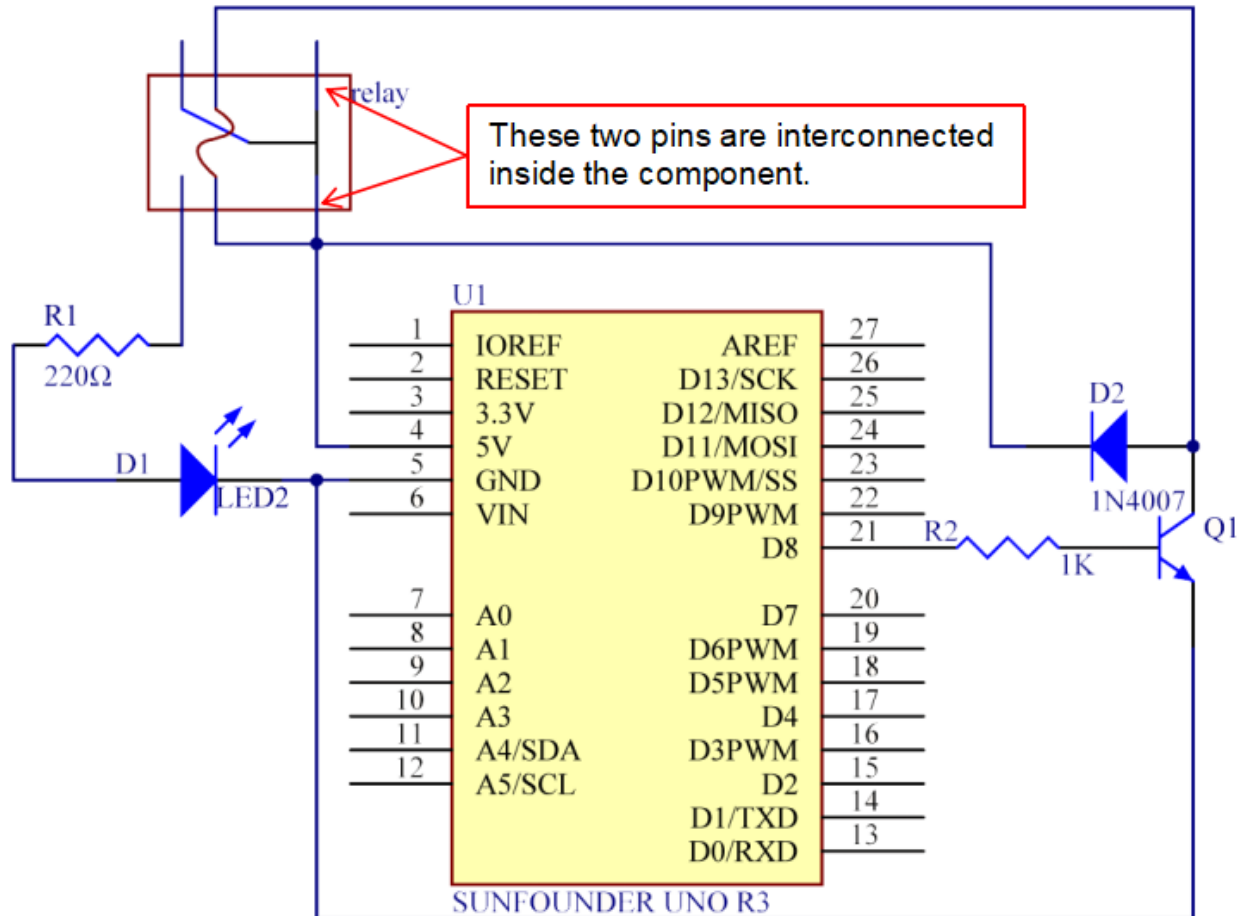 relay
These two pins are interconnected
inside the component.
U1
R1
220Ω
D1
LED2
1 IOREF AREF 27
2 RESET D13/SCK 26
3 3.3V D12/MISO 25
4 5V D11/MOSI 24
5 GND D10PWM/SS 23
6 VIN D9PWM 22
D8 21
7 A0 D7 20
8 A1 D6PWM 19
9 A2 D5PWM 18
10 A3 D4 17
11 A4/SDA D3PWM 16
12 A5/SCL D2 15
D1/TXD 14
D0/RXD 13
D2
1N4007
R2
1K
Q1
SUNFOUNDER UNO R3